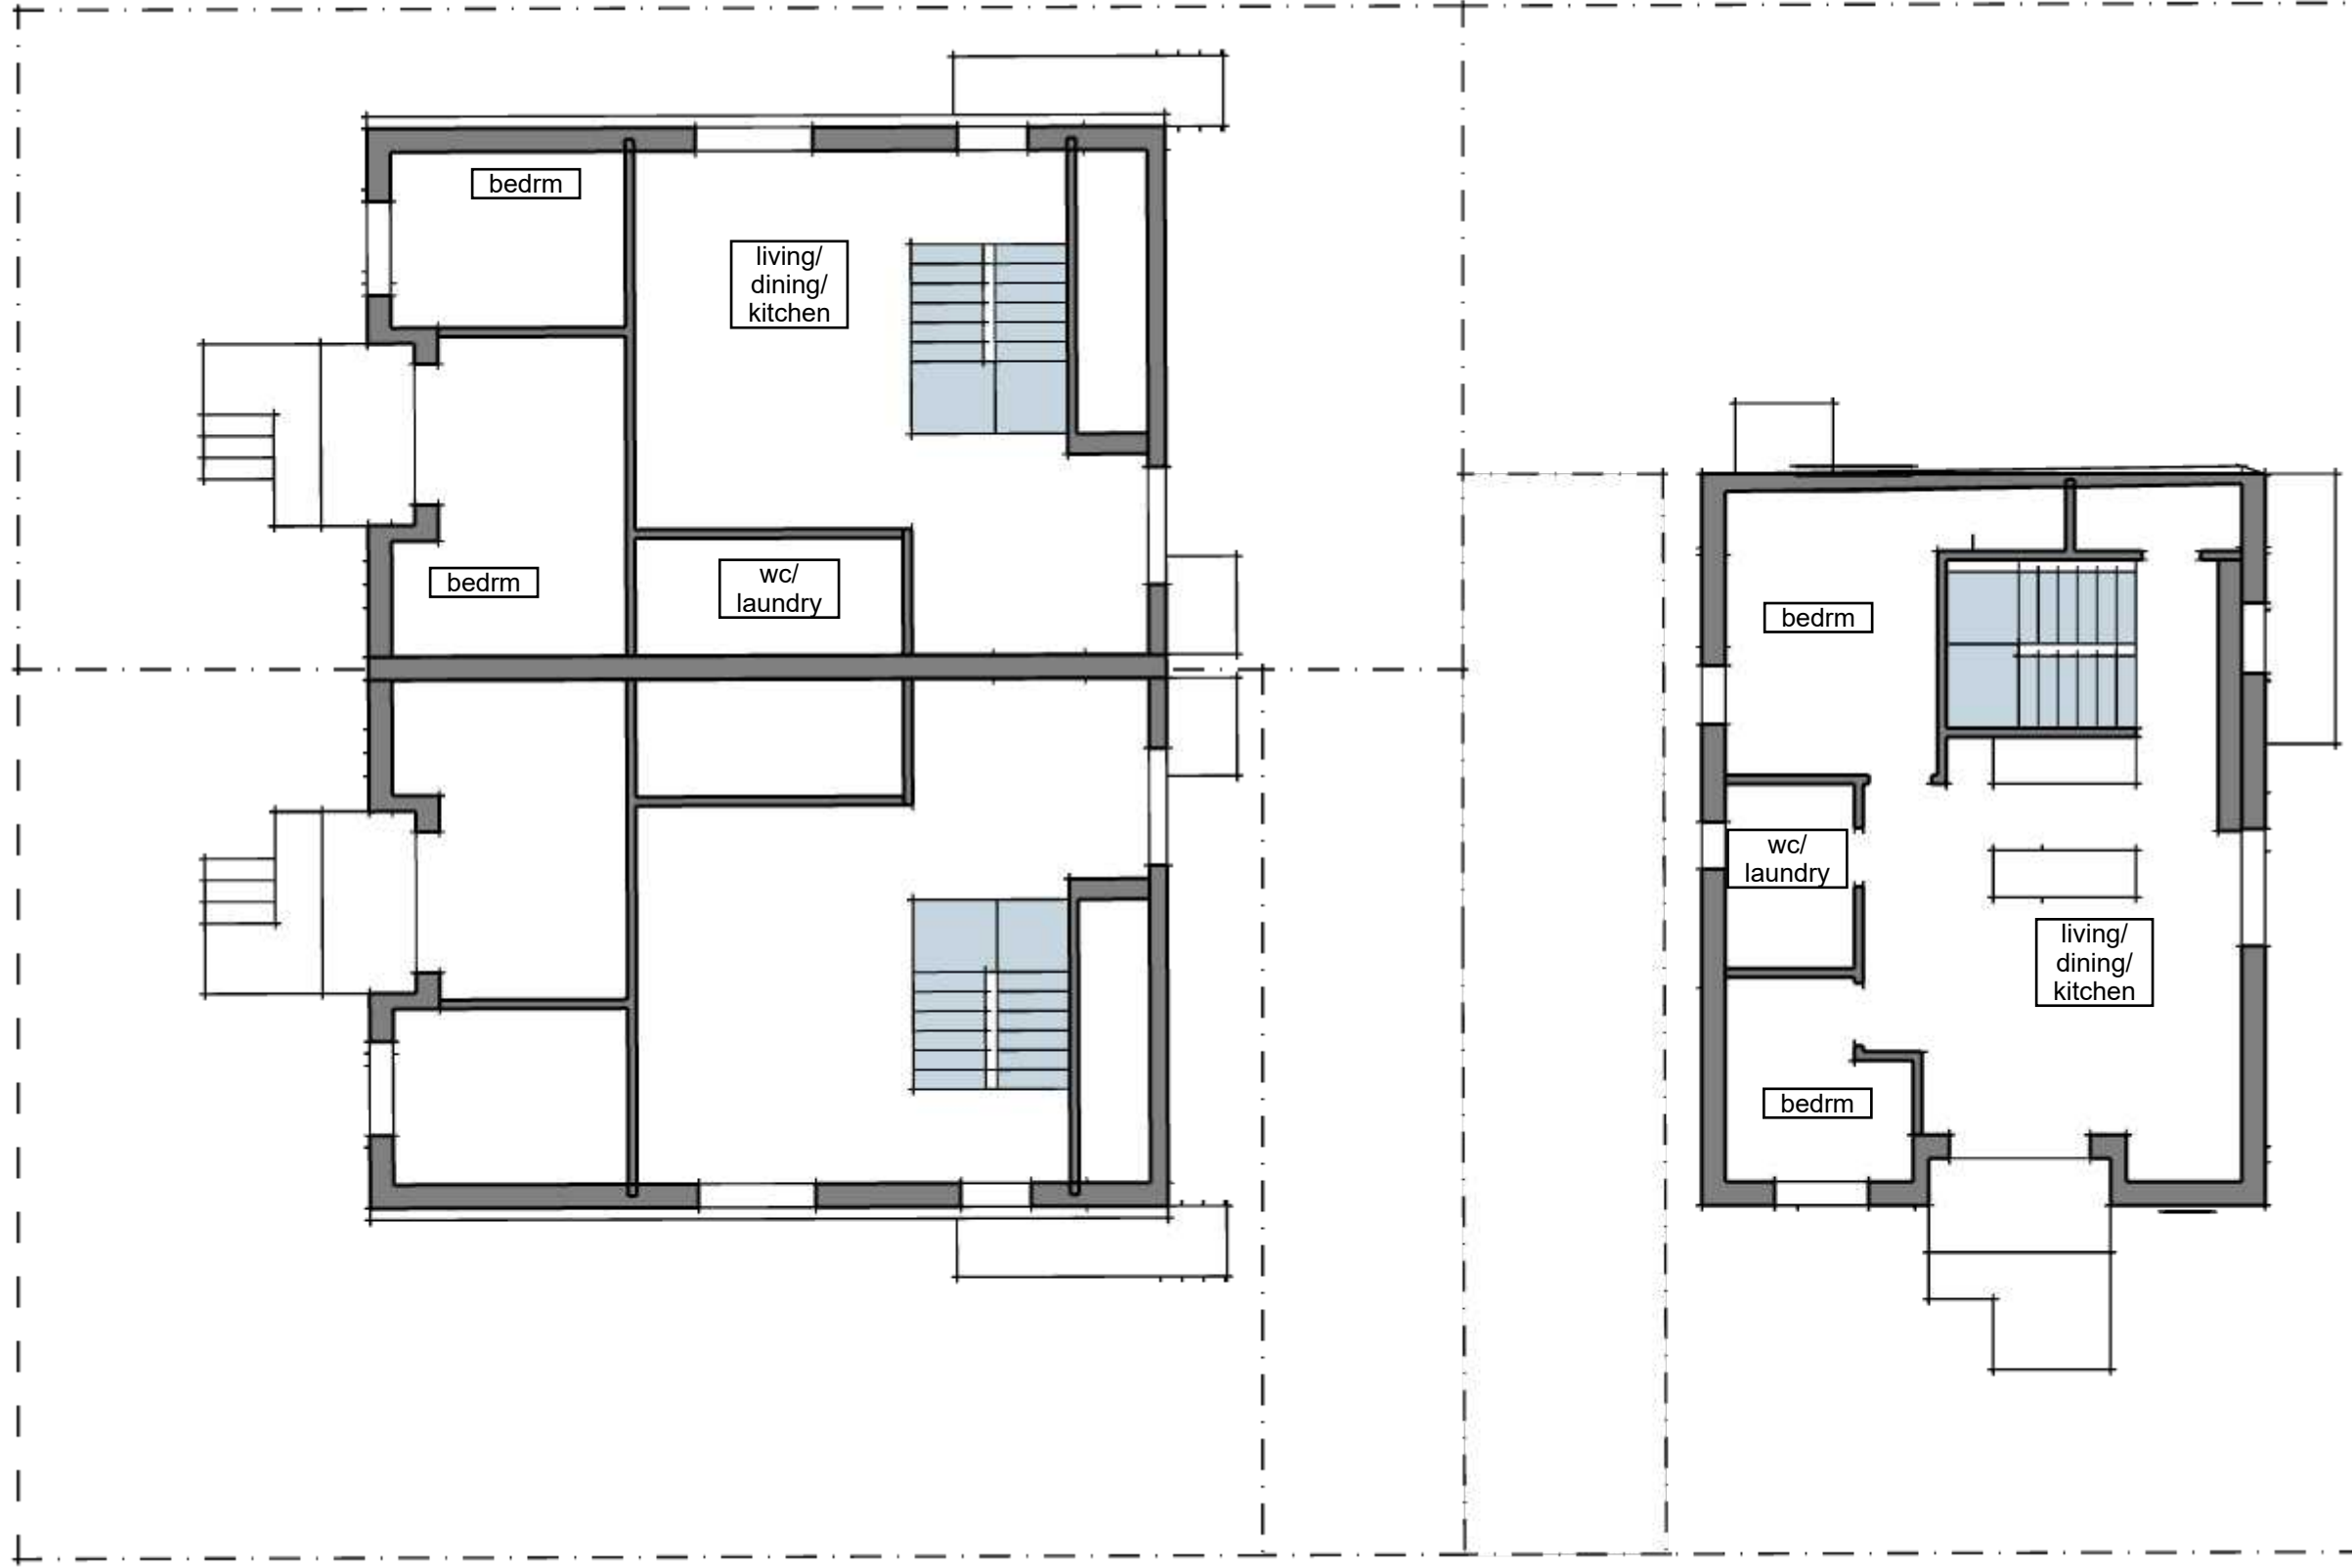 bedrm
living/
dining/
kitchen
bedrm
wc/
laundry
bedrm
wc/
laundry
living/
dining/
kitchen
bedrm